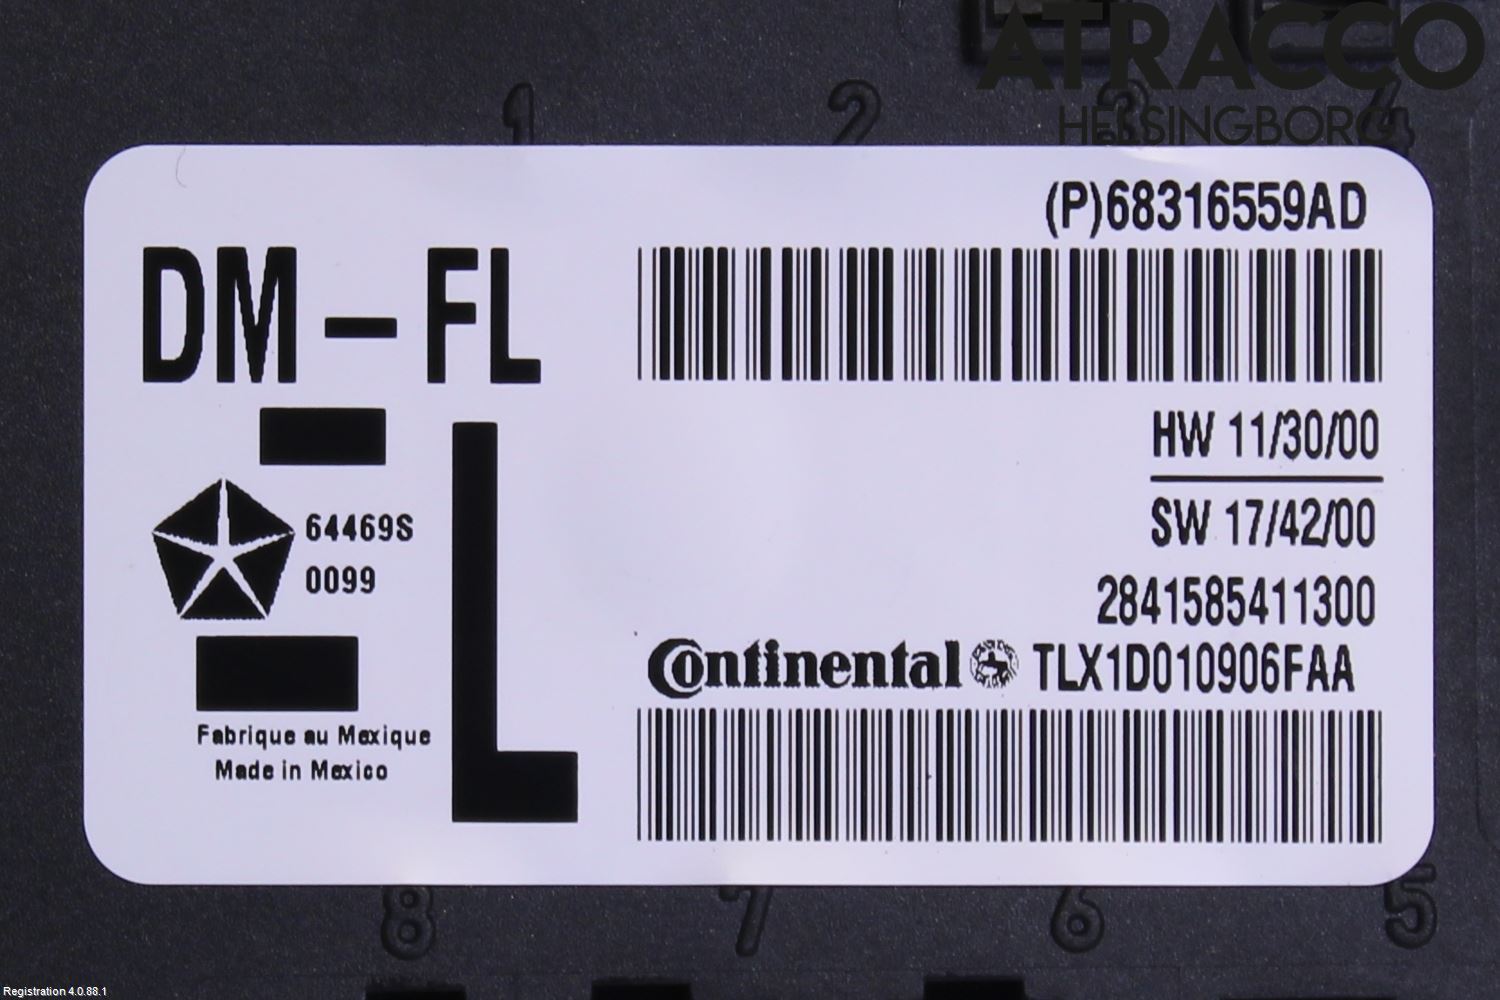 ATRACCO
HELSINGBORG
1 2 3 4
(P)68316559AD
DM-FL
HW 11/30/00
SW 17/42/00
64469S
0099
2841585411300
Continental TLX1D010906FAA
L
Fabrique au Mexique
Made in Mexico
8 7 6 5
Registration 4.0.88.1